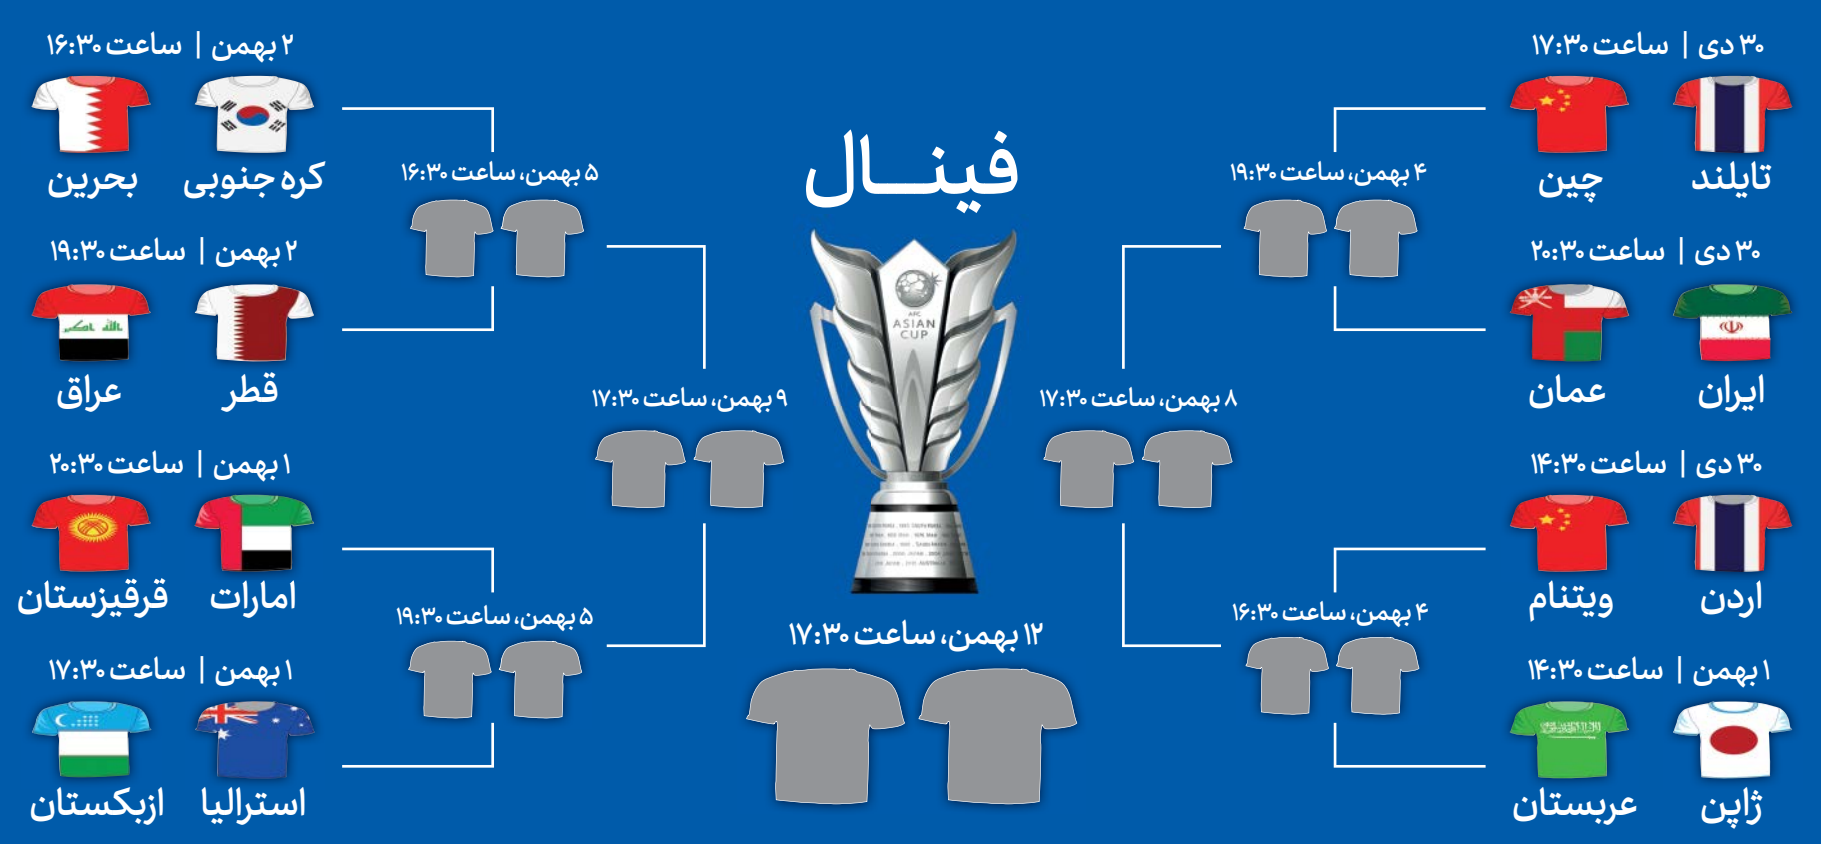 ۳۰ دی | ساعت ۱۷:۳۰
تایلند
چین
۳۰ دی | ساعت ۲۰:۳۰
ایران
عمان
۳۰ دی | ساعت ۱۴:۳۰
اردن
ویتنام
۱ بهمن | ساعت ۱۴:۳۰
ژاپن
عربستان
۴ بهمن، ساعت ۱۹:۳۰
۴ بهمن، ساعت ۱۶:۳۰
۸ بهمن، ساعت ۱۷:۳۰
فینــال
AFC
ASIAN
CUP
۱۲ بهمن، ساعت ۱۷:۳۰
۹ بهمن، ساعت ۱۷:۳۰
۵ بهمن، ساعت ۱۶:۳۰
۵ بهمن، ساعت ۱۹:۳۰
۲ بهمن | ساعت ۱۶:۳۰
کره جنوبی
بحرین
۲ بهمن | ساعت ۱۹:۳۰
قطر
عراق
۱ بهمن | ساعت ۲۰:۳۰
امارات
قرقیزستان
۱ بهمن | ساعت ۱۷:۳۰
استرالیا
ازبکستان